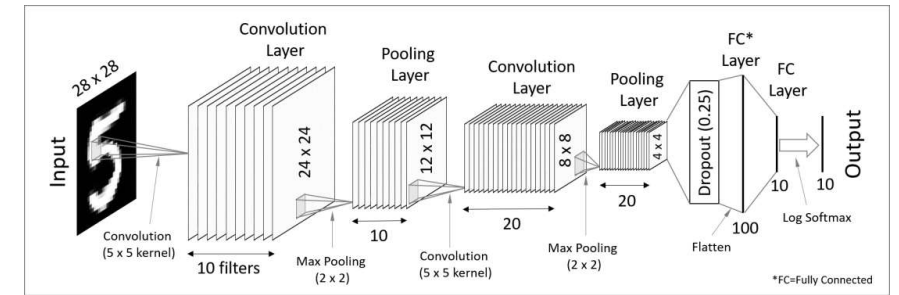 Input
28 x 28
Convolution
(5 x 5 kernel)
Convolution
Layer
24 x 24
10 filters
Max Pooling
(2 x 2)
Pooling
Layer
12 x 12
10
Convolution
(5 x 5 kernel)
Convolution
Layer
8 x 8
20
Max Pooling
(2 x 2)
Pooling
Layer
4 x 4
20
Dropout (0.25)
Flatten
FC*
Layer
100
FC
Layer
10
Log Softmax
10
Output
*FC=Fully Connected